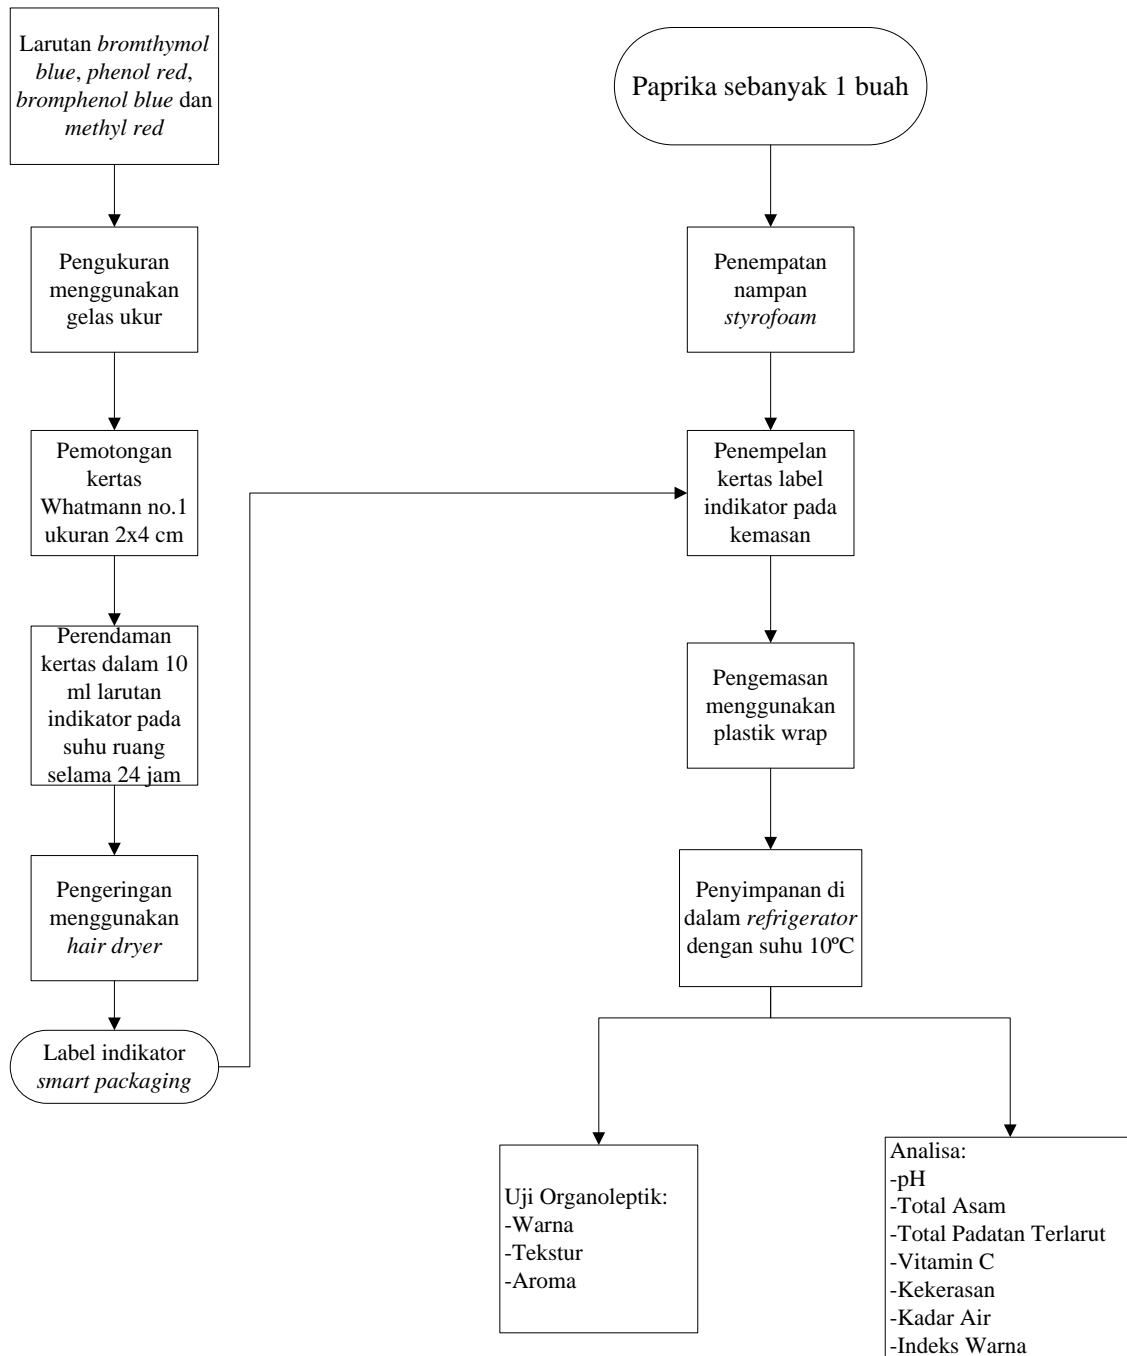 Larutan bromthymol
blue, phenol red,
bromphenol blue dan
methyl red
Pengukuran
menggunakan
gelas ukur
Pemotongan
kertas
Whatmann no.1
ukuran 2x4 cm
Perendaman
kertas dalam 10
ml larutan
indikator pada
suhu ruang
selama 24 jam
Pengeringan
menggunakan
hair dryer
Label indikator
smart packaging
Paprika sebanyak 1 buah
Penempatan
nampan
styrofoam
Penempelan
kertas label
indikator pada
kemasan
Pengemasan
menggunakan
plastik wrap
Penyimpanan di
dalam refrigerator
dengan suhu 10ºC
Uji Organoleptik:
-Warna
-Tekstur
-Aroma
Analisa:
-pH
-Total Asam
-Total Padatan Terlarut
-Vitamin C
-Kekerasan
-Kadar Air
-Indeks Warna